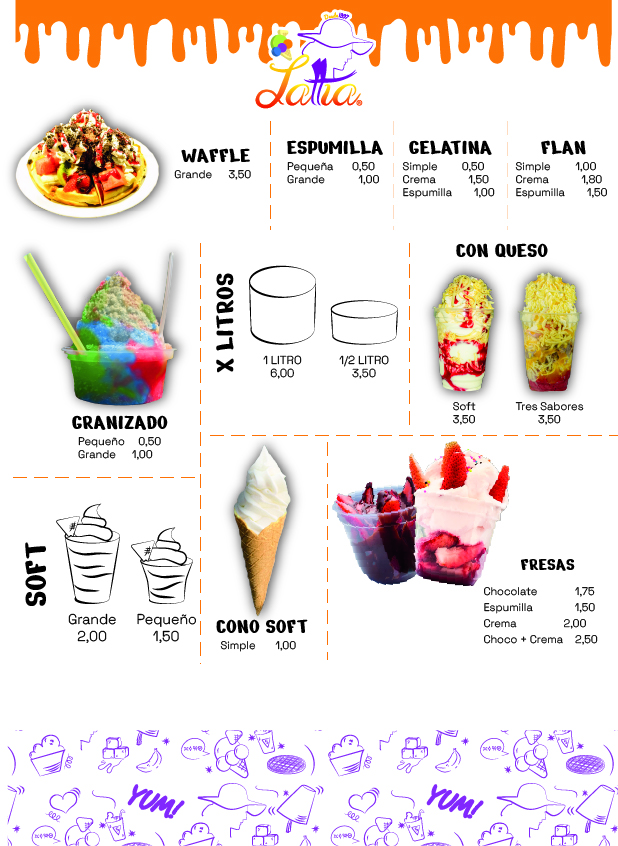 Lattia®
WAFFLE
Grande 3,50
ESPUMILLA
Pequeña 0,50
Grande 1,00
GELATINA
Simple 0,50
Crema 1,50
Espumilla 1,00
FLAN
Simple 1,00
Crema 1,80
Espumilla 1,50
GRANIZADO
Pequeño 0,50
Grande 1,00
X LITROS
1 LITRO
6,00
1/2 LITRO
3,50
CON QUESO
Soft
3,50
Tres Sabores
3,50
SOFT
Grande
2,00
Pequeño
1,50
CONO SOFT
Simple 1,00
FRESAS
Chocolate 1,75
Espumilla 1,50
Crema 2,00
Choco + Crema 2,50
YUM!
YUM!